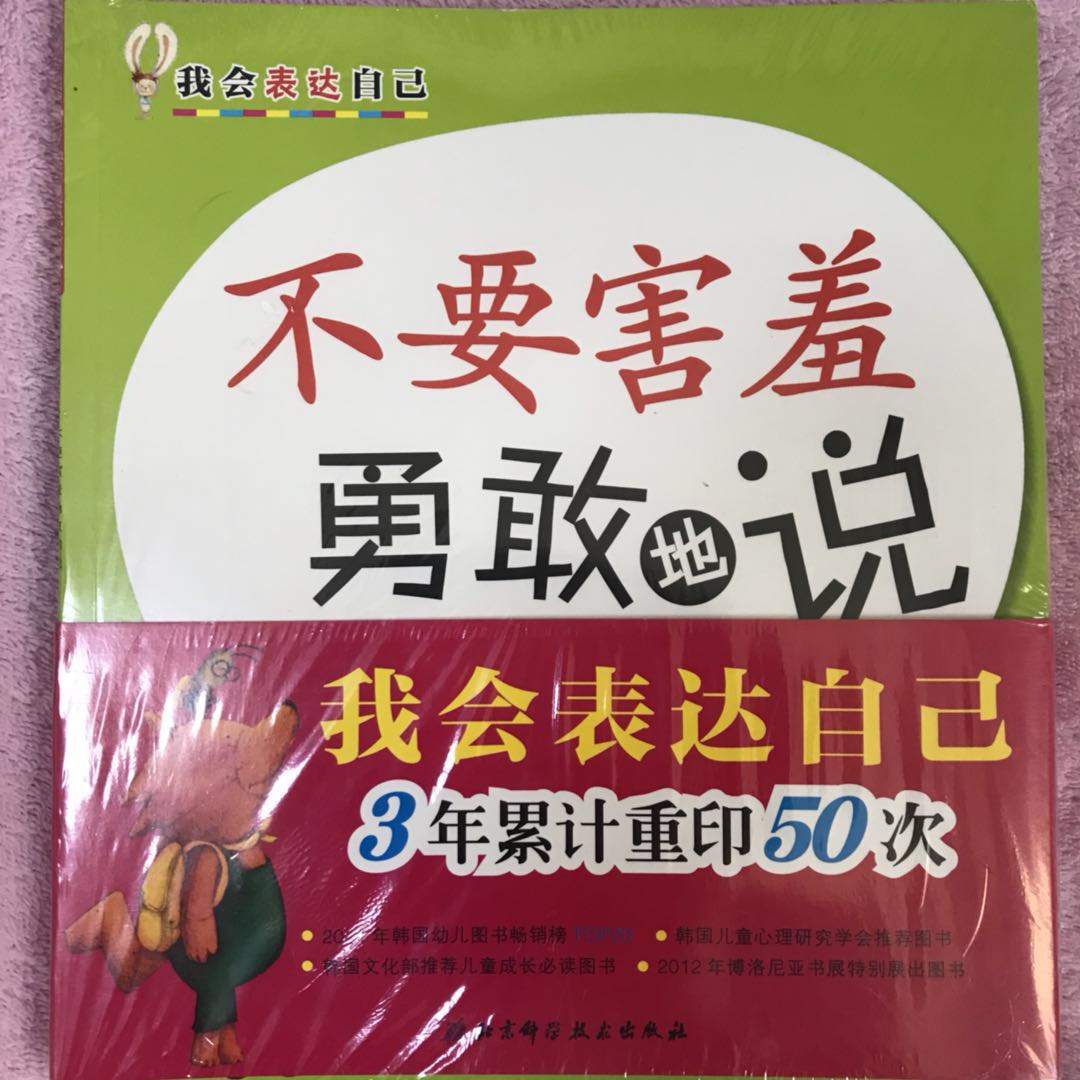 我会表达自己
不要害羞
勇敢地说
我会表达自己
3年累计重印50次
年韩国幼儿图书畅销榜TOP20
韩国儿童心理研究学会推荐图书
韩国文化部推荐儿童成长必读图书
2012年博洛尼亚书展特别展出图书
北京科学技术出版社